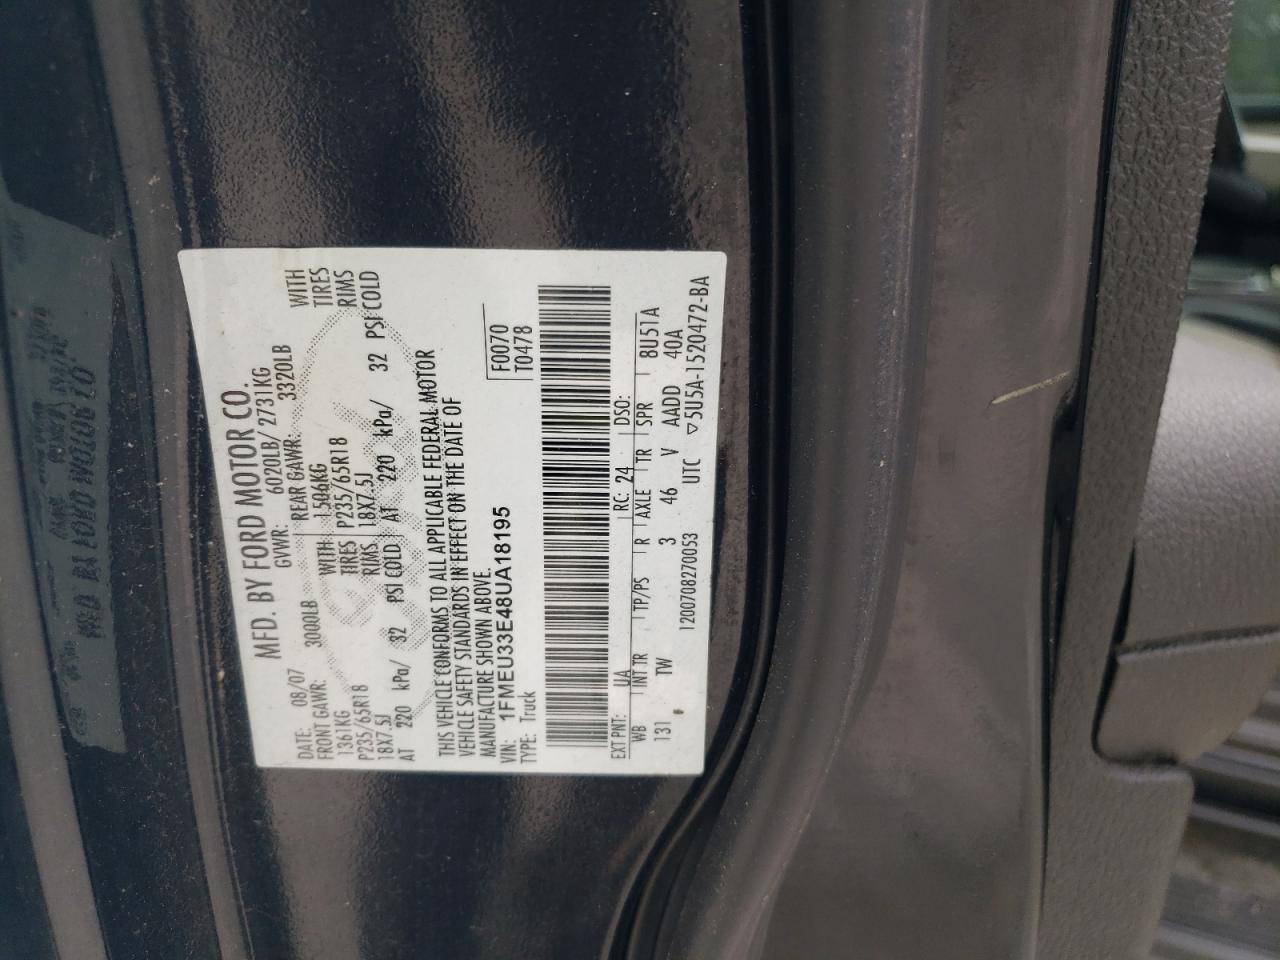 MFD. BY FORD MOTOR CO.
DATE: 08/07 GVWR: 6020LB/ 2731KG
FRONT GAWR: 3000LB REAR GAWR: 3320LB
1361KG WITH 1506KG WITH
P235/65R18 TIRES P235/65R18 TIRES
18X7.5J RIMS 18X7.5J RIMS
AT 220 kPa/ 32 PSI COLD AT 220 kPa/ 32 PSI COLD
THIS VEHICLE CONFORMS TO ALL APPLICABLE FEDERAL MOTOR
VEHICLE SAFETY STANDARDS IN EFFECT ON THE DATE OF
MANUFACTURE SHOWN ABOVE.
VIN: 1FMEU33E48UA18195 F0070
TYPE: Truck T0478
EXT PNT: UA RC: 24 DSO:
WB INT TR TP/PS R AXLE TR SPR 8U5TA
131 TW 3 46 V AADD 40A
1200708270053 UTC ▽5U5A-1520472-BA